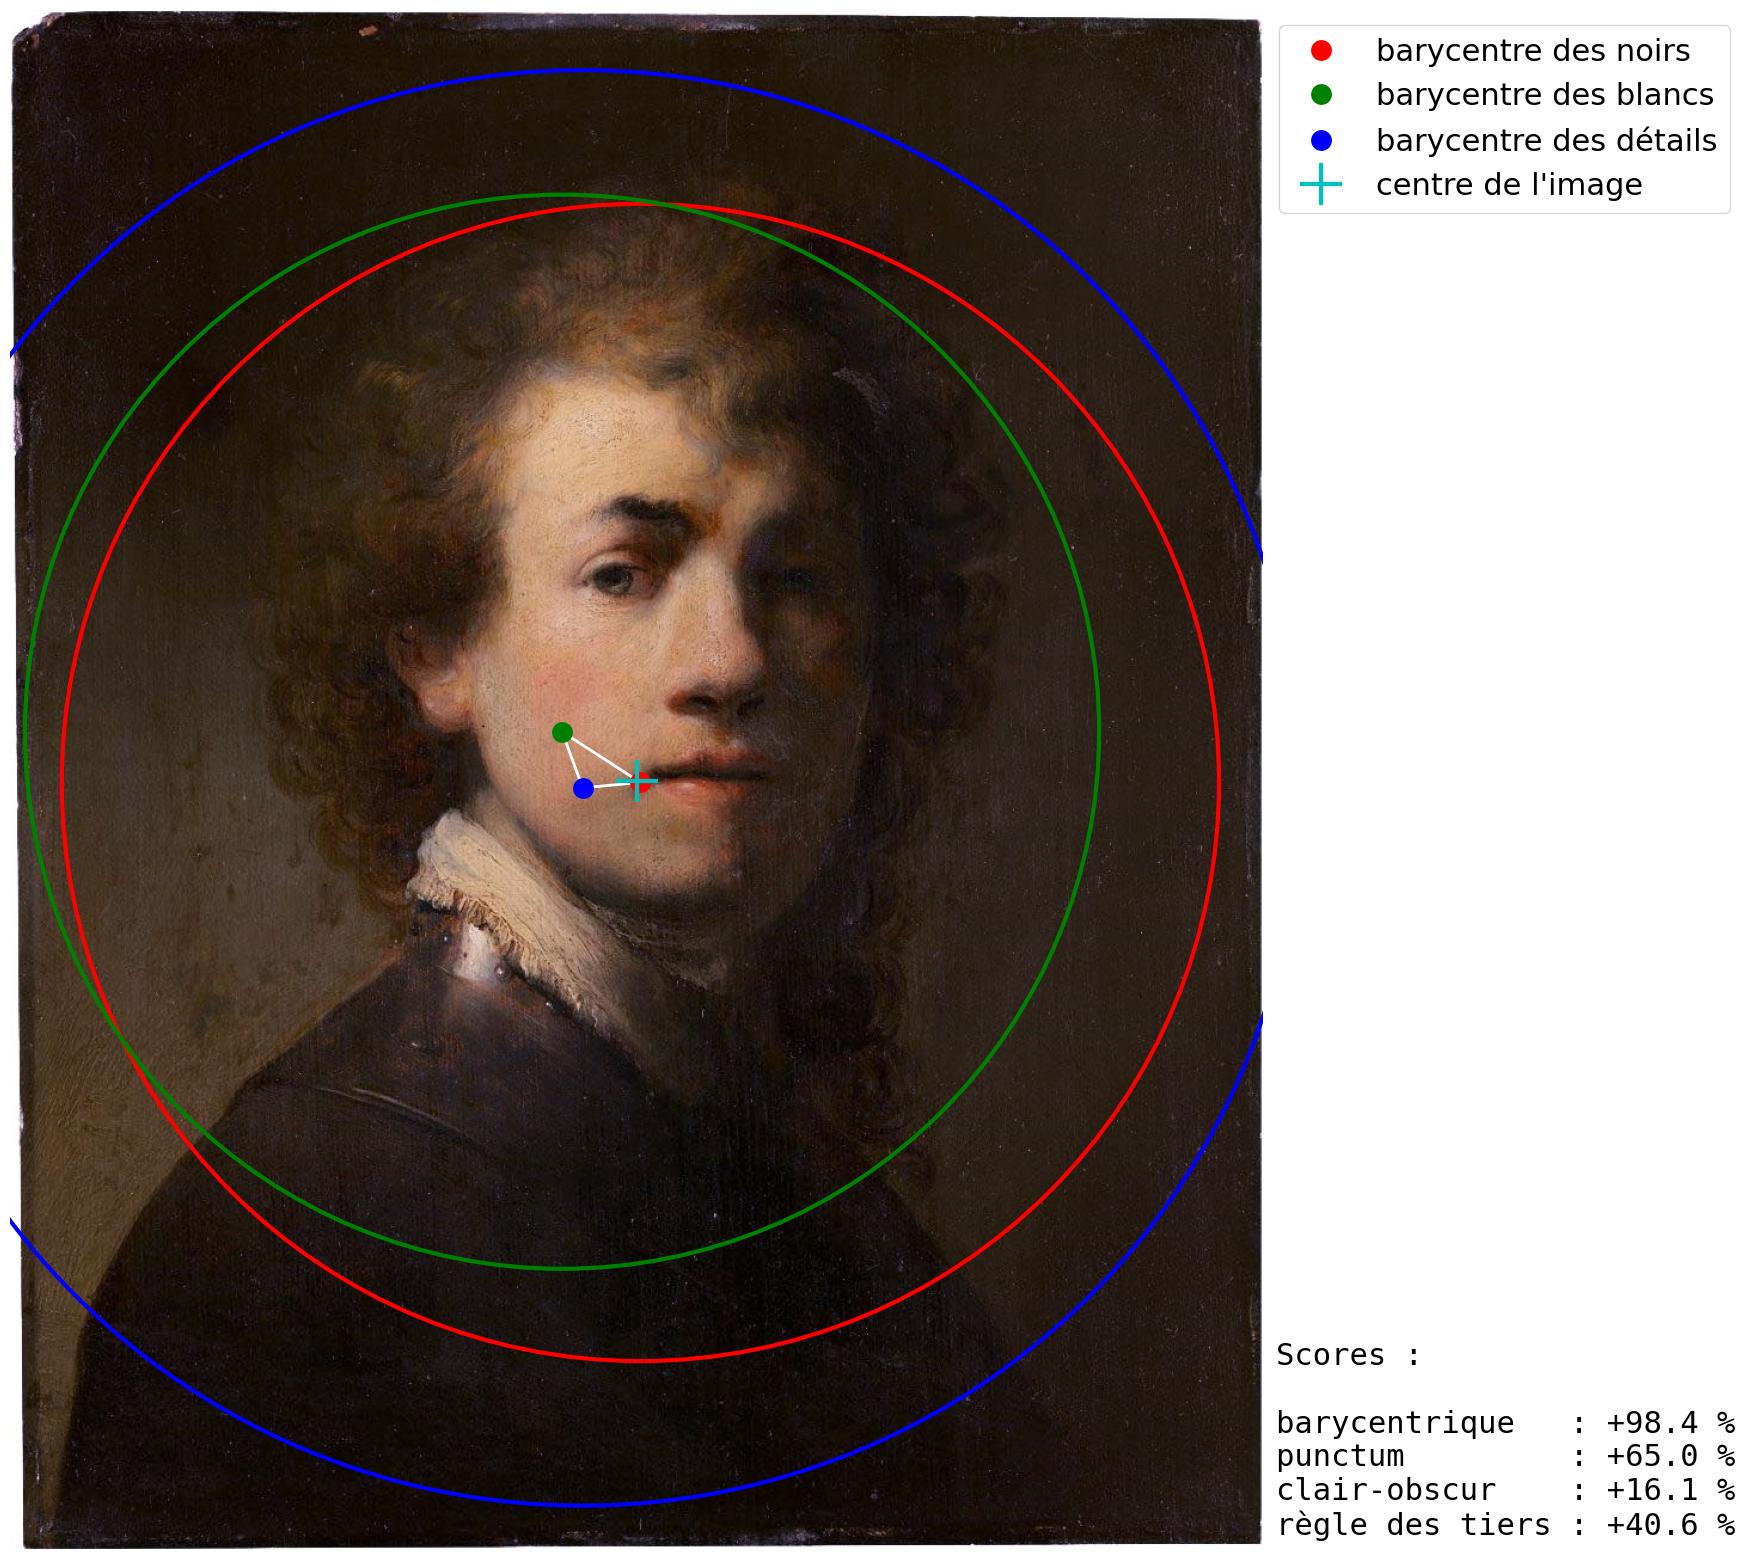 barycentre des noirs
barycentre des blancs
barycentre des détails
centre de l'image
Scores :
barycentrique : +98.4 %
punctum : +65.0 %
clair-obscur : +16.1 %
règle des tiers : +40.6 %